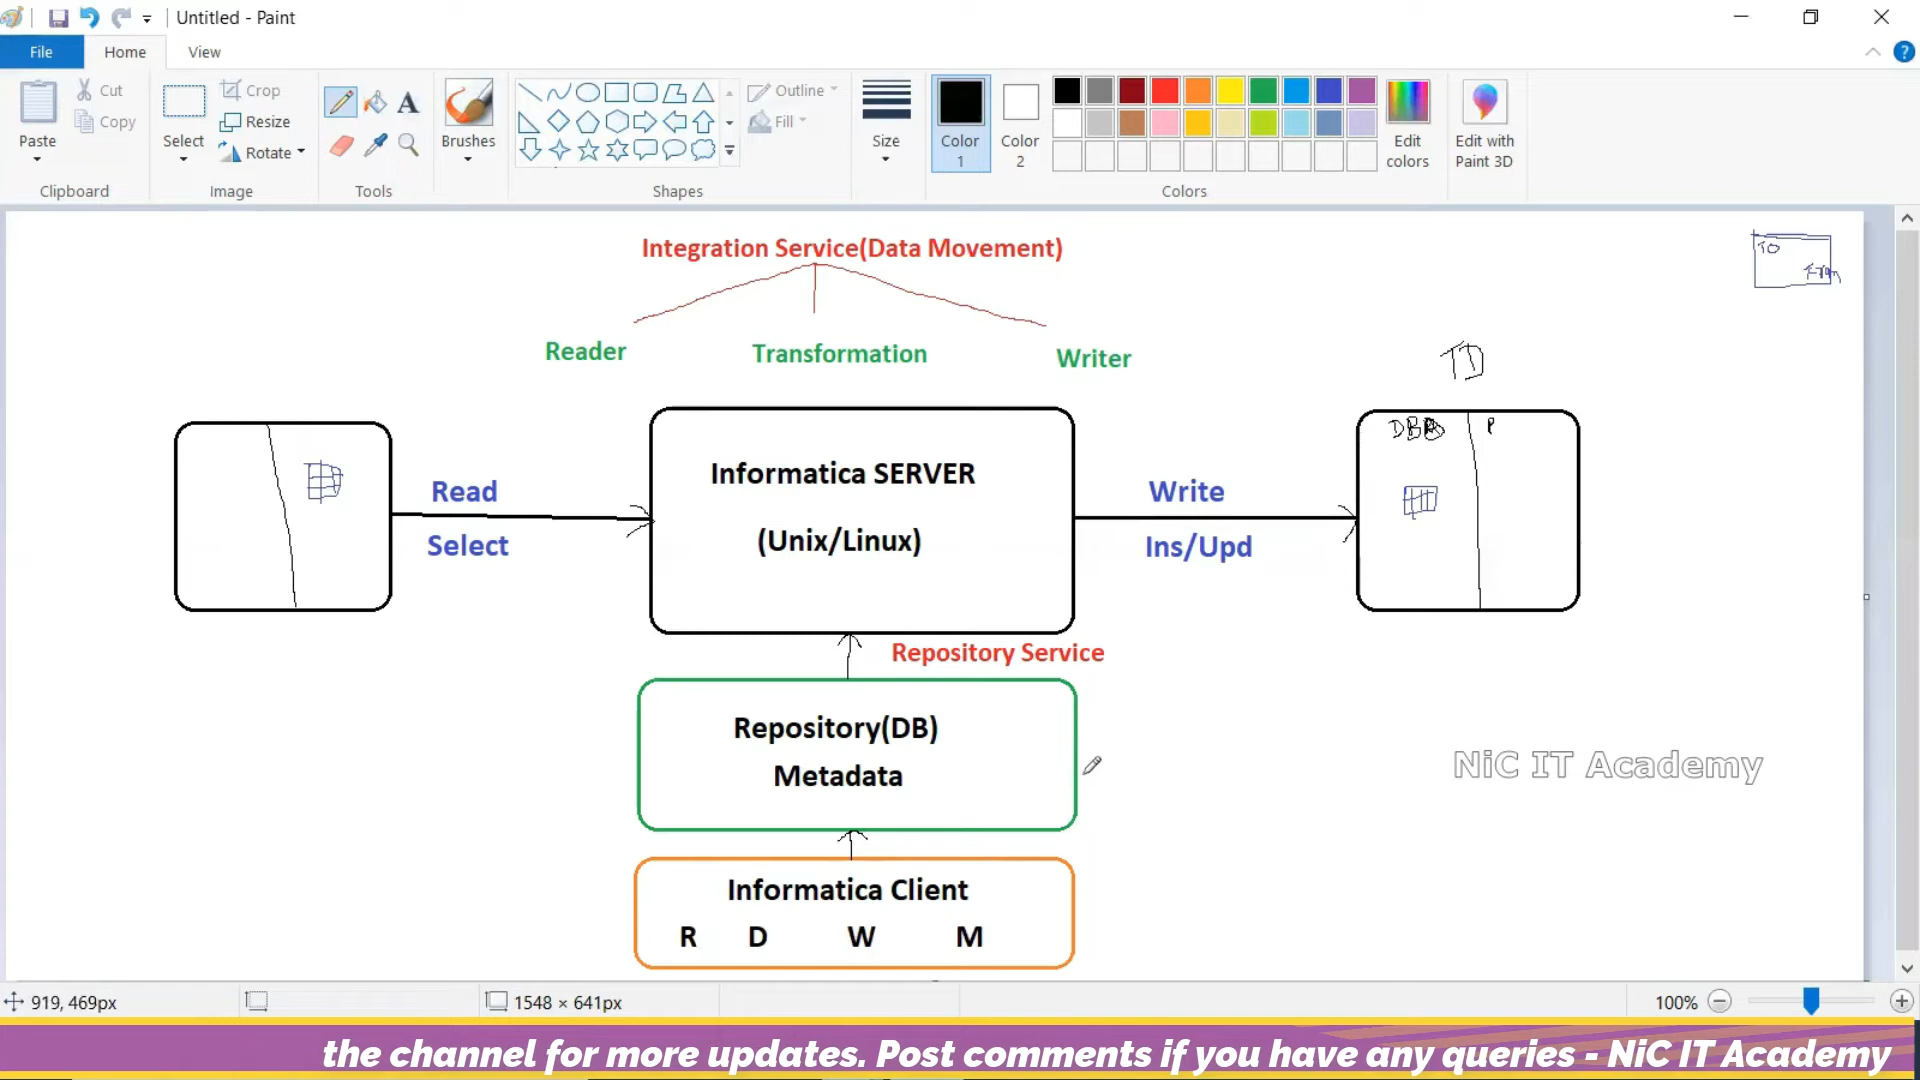 Untitled - Paint
File Home View
Paste
Cut
Copy
Clipboard
Select
Crop
Resize
Rotate
Image
Tools
Brushes
Shapes
Outline
Fill
Size
Color 1
Color 2
Colors
Edit colors
Edit with Paint 3D
Integration Service(Data Movement)
TO
From
Reader Transformation Writer
TD
Read
Select
Informatica SERVER
(Unix/Linux)
Write
Ins/Upd
P
Repository Service
Repository(DB)
Metadata
NiC IT Academy
Informatica Client
R D W M
919, 469px
1548 × 641px
100%
the channel for more updates. Post comments if you have any queries - NiC IT Academy